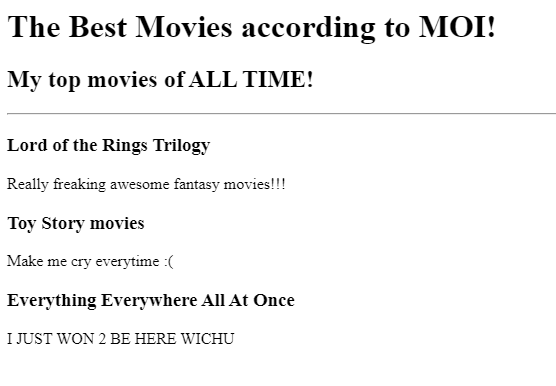 The Best Movies according to MOI!
My top movies of ALL TIME!
Lord of the Rings Trilogy
Really freaking awesome fantasy movies!!!
Toy Story movies
Make me cry everytime :(
Everything Everywhere All At Once
I JUST WON 2 BE HERE WICHU